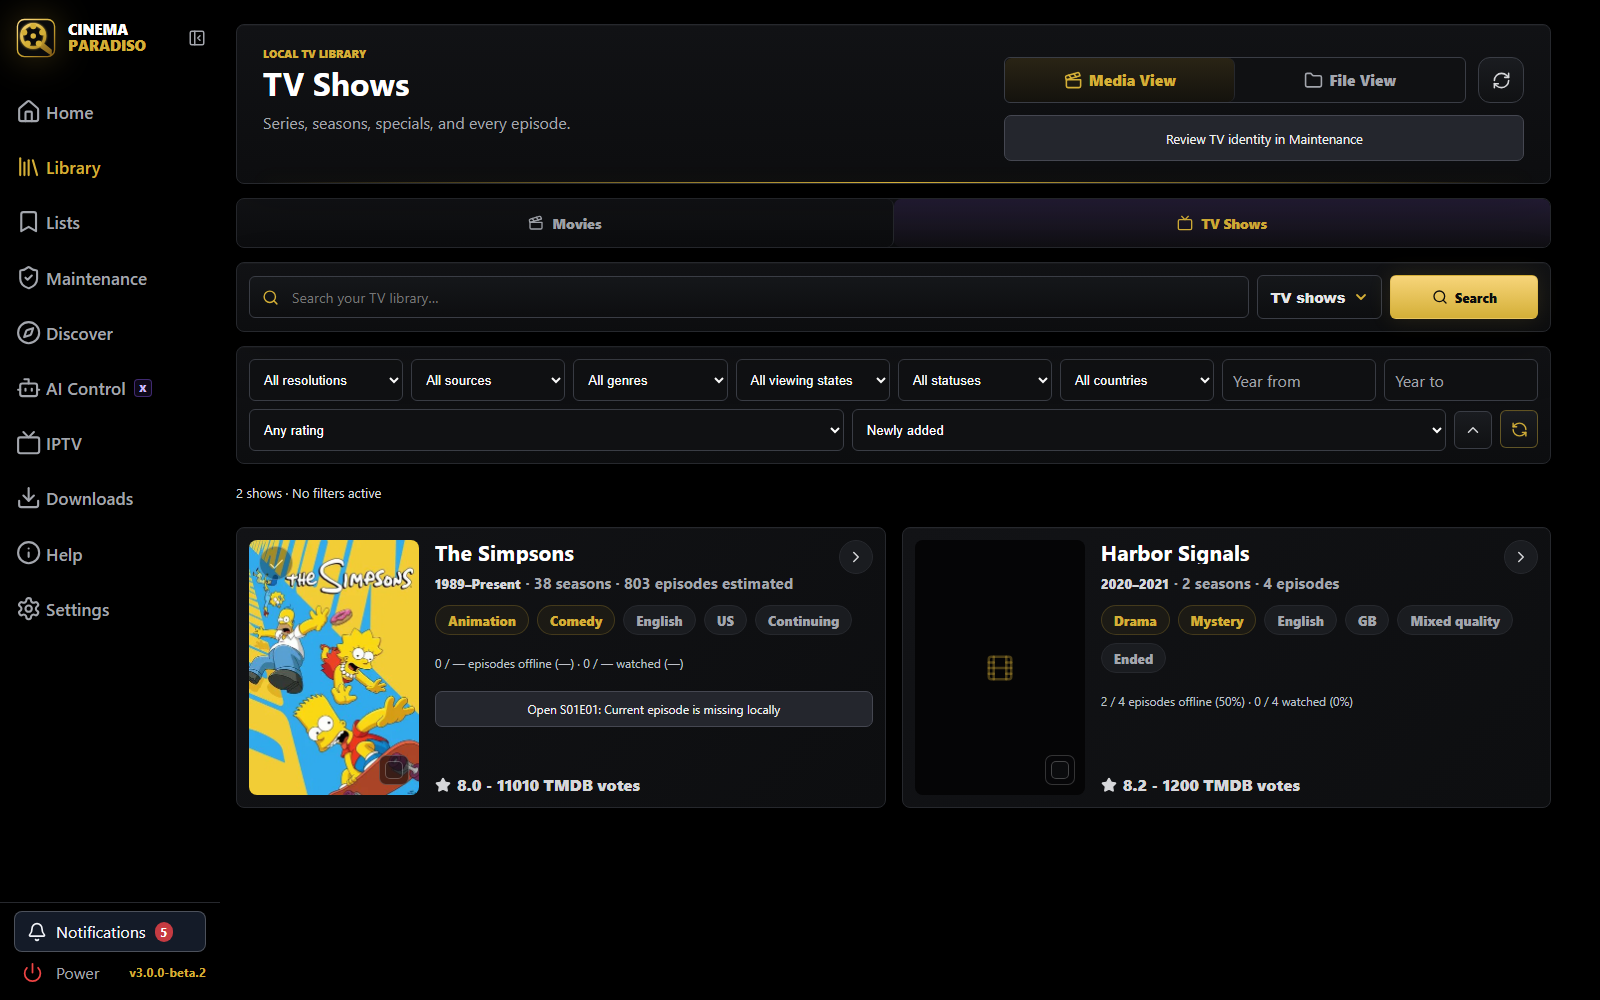 CINEMA
PARADISO
Home
Library
Lists
Maintenance
Discover
AI Control x
IPTV
Downloads
Help
Settings
Notifications 5
Power v3.0.0-beta.2
LOCAL TV LIBRARY
TV Shows
Series, seasons, specials, and every episode.
Media View File View
Review TV identity in Maintenance
Movies TV Shows
Search your TV library... TV shows Search
All resolutions All sources All genres All viewing states All statuses All countries Year from Year to
Any rating Newly added
2 shows · No filters active
THE SIMPSONS
The Simpsons
1989–Present · 38 seasons · 803 episodes estimated
Animation Comedy English US Continuing
0 / — episodes offline (—) · 0 / — watched (—)
Open S01E01: Current episode is missing locally
8.0 - 11010 TMDB votes
Harbor Signals
2020–2021 · 2 seasons · 4 episodes
Drama Mystery English GB Mixed quality
Ended
2 / 4 episodes offline (50%) · 0 / 4 watched (0%)
8.2 - 1200 TMDB votes